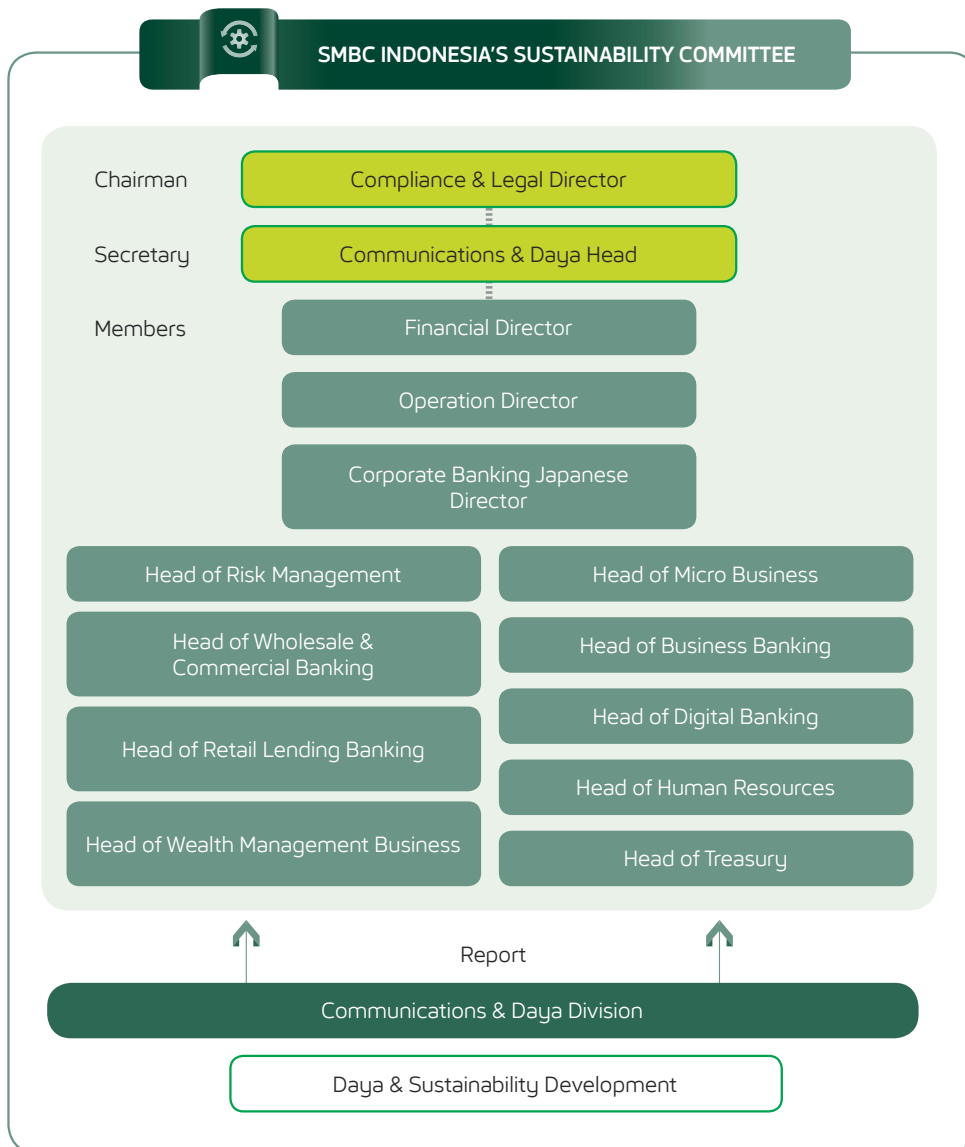 SMBC INDONESIA'S SUSTAINABILITY COMMITTEE
Chairman
Compliance & Legal Director
Secretary
Communications & Daya Head
Members
Financial Director
Operation Director
Corporate Banking Japanese
Director
Head of Risk Management
Head of Wholesale &
Commercial Banking
Head of Retail Lending Banking
Head of Wealth Management Business
Head of Micro Business
Head of Business Banking
Head of Digital Banking
Head of Human Resources
Head of Treasury
Report
Communications & Daya Division
Daya & Sustainability Development